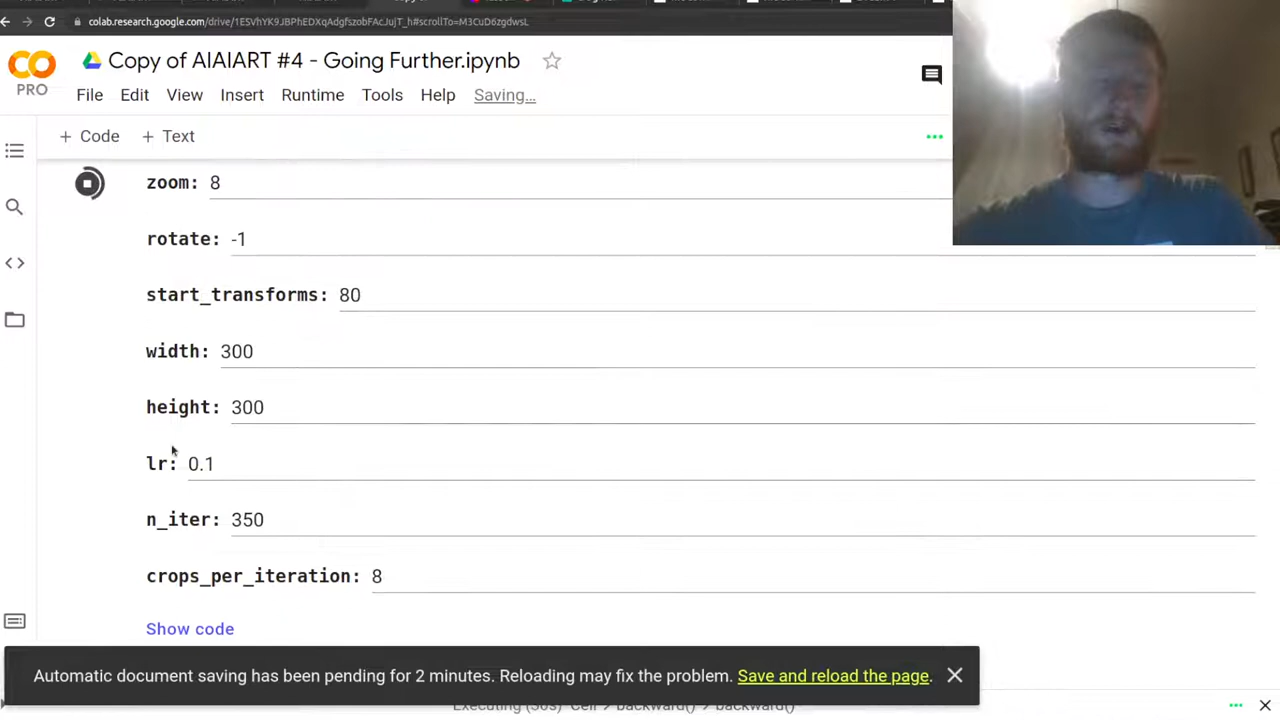 colab.research.google.com/drive/1ESVhYK9JBPhEDXqAdgfszobFAcJujT_h#scrollTo=M3CuD6zgdwsL
Copy of AIAIART #4 - Going Further.ipynb
PRO
File Edit View Insert Runtime Tools Help Saving...
+ Code + Text
zoom: 8
rotate: -1
start_transforms: 80
width: 300
height: 300
lr: 0.1
n_iter: 350
crops_per_iteration: 8
Show code
Automatic document saving has been pending for 2 minutes. Reloading may fix the problem. Save and reload the page.
Executing (30s) Cell > backward() > backward()